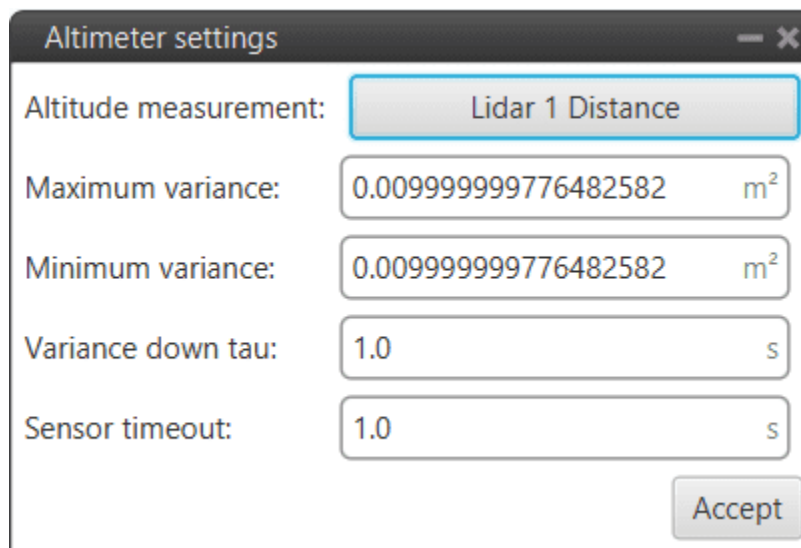 Altimeter settings
Altitude measurement: Lidar 1 Distance
Maximum variance: 0.009999999776482582 m²
Minimum variance: 0.009999999776482582 m²
Variance down tau: 1.0 s
Sensor timeout: 1.0 s
Accept